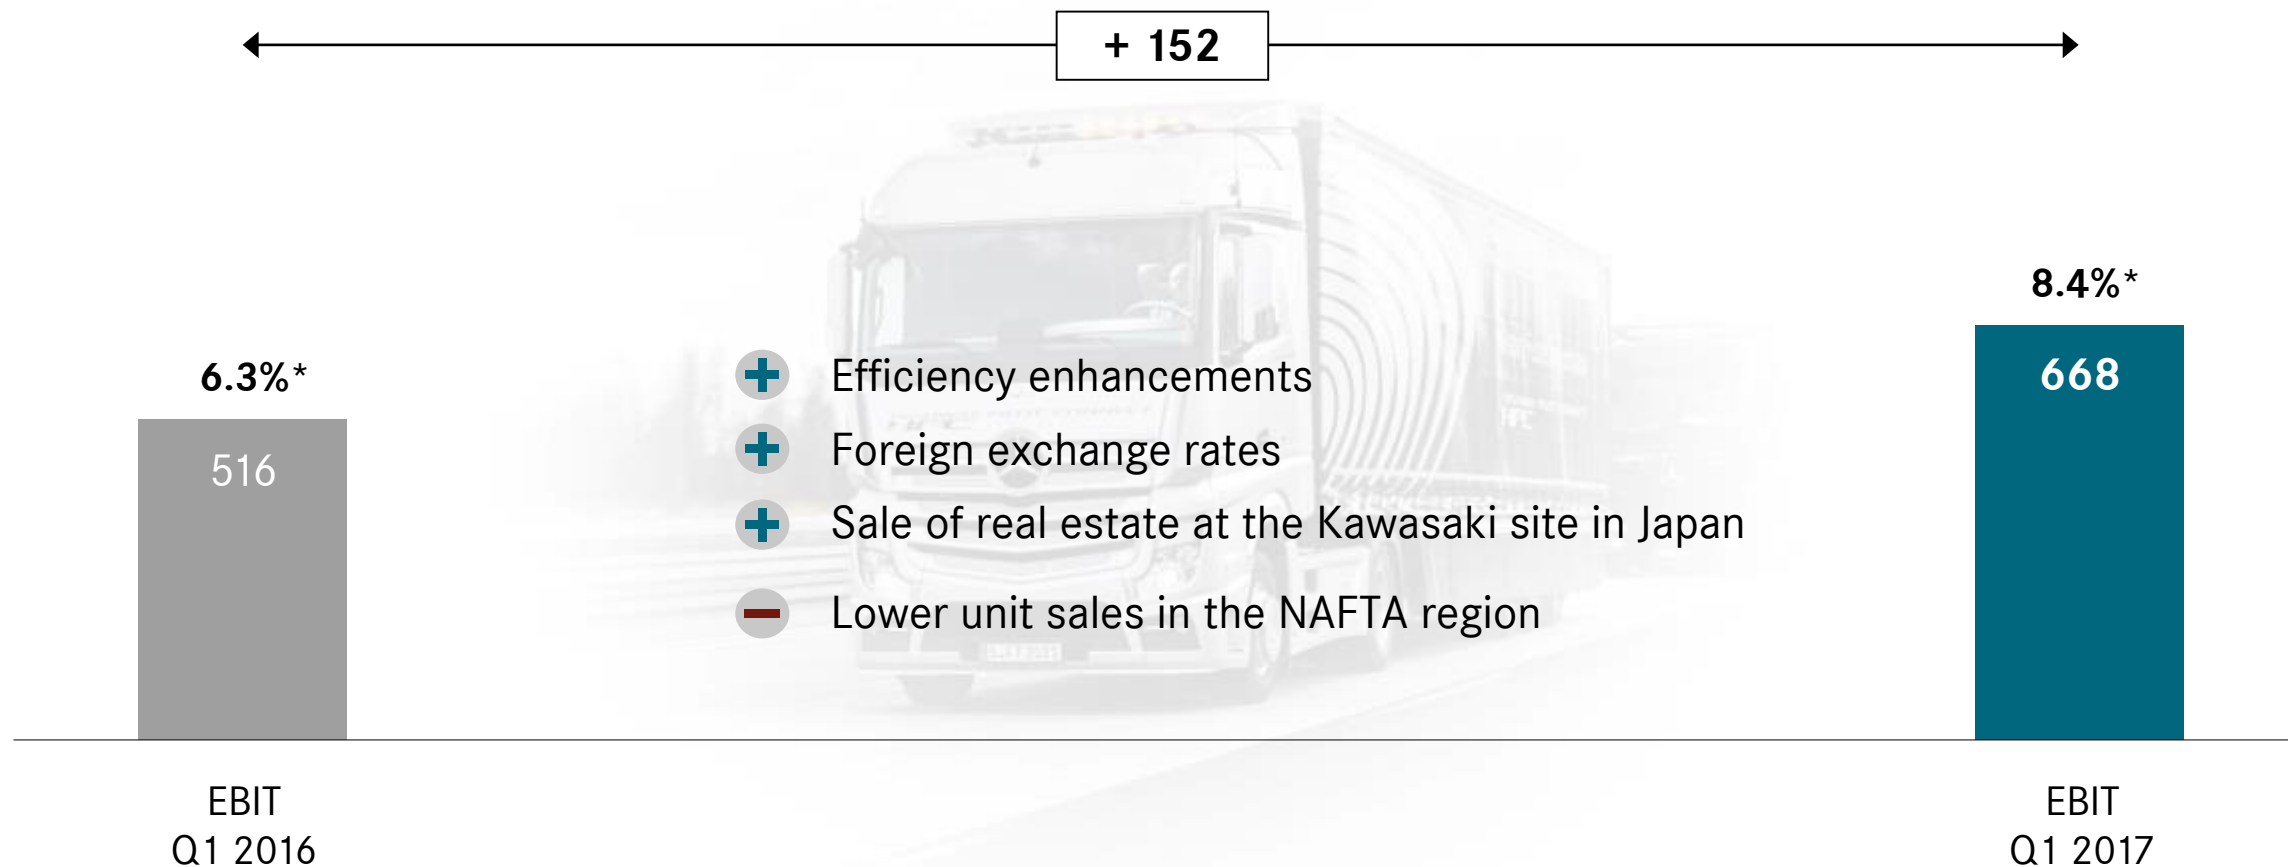 + 152
8.4%*
6.3%*
668
516
Efficiency enhancements
Foreign exchange rates
Sale of real estate at the Kawasaki site in Japan
Lower unit sales in the NAFTA region
EBIT
Q1 2016
EBIT
Q1 2017